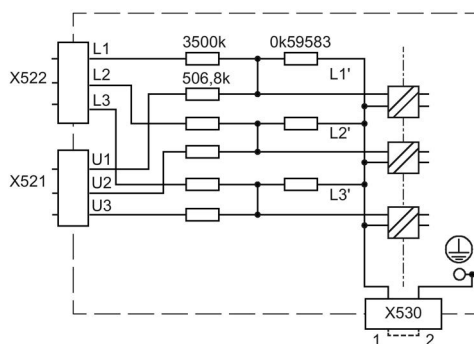 L1 3500k 0k59583
X522 L2 506,8k L1'
L3
L2'
X521 U1
U2
U3 L3'
X530
1 2